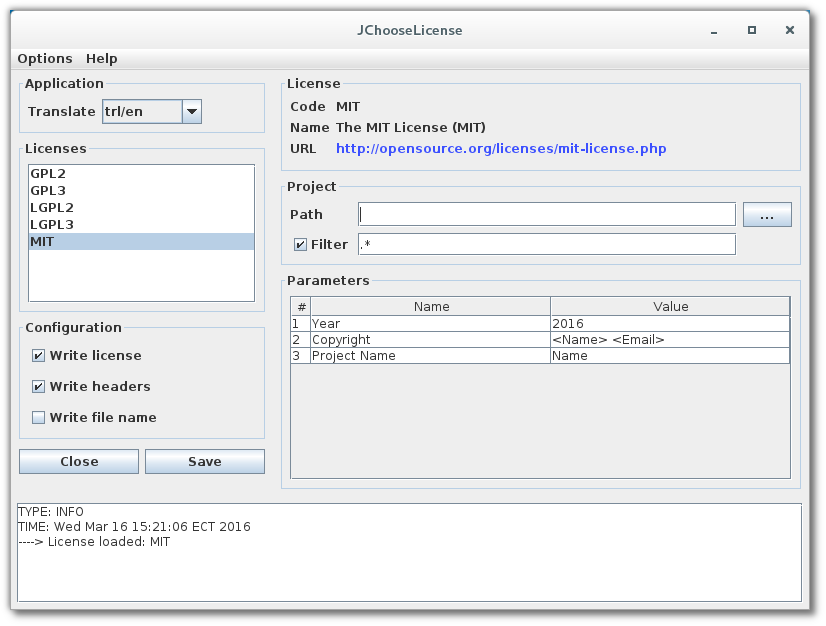 JChooseLicense
Options Help
Application
Translate trl/en
Licenses
GPL2
GPL3
LGPL2
LGPL3
MIT
Configuration
Write license
Write headers
Write file name
Close Save
License
Code MIT
Name The MIT License (MIT)
URL http://opensource.org/licenses/mit-license.php
Project
Path ...
Filter .*
Parameters
# Name Value
1 Year 2016
2 Copyright <Name> <Email>
3 Project Name Name
TYPE: INFO
TIME: Wed Mar 16 15:21:06 ECT 2016
----> License loaded: MIT